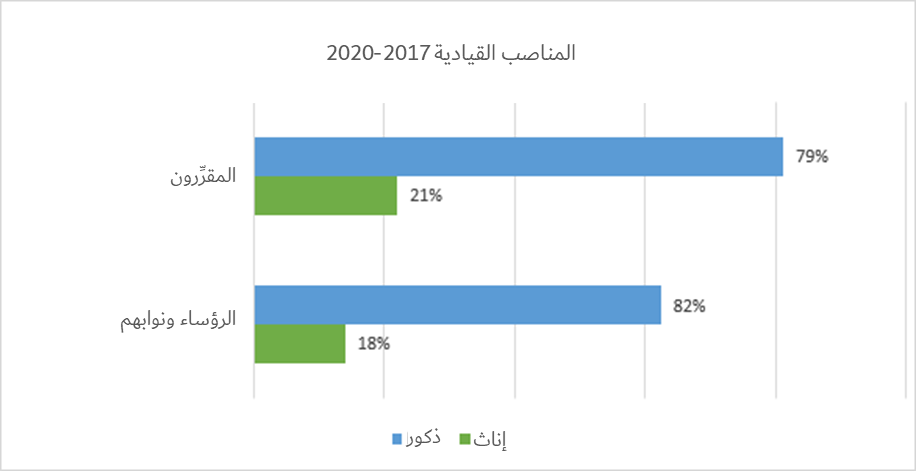 المناصب القيادية 2017-2020
79%
المقرِّرون
21%
82%
الرؤساء ونوابهم
18%
ذكور إناث